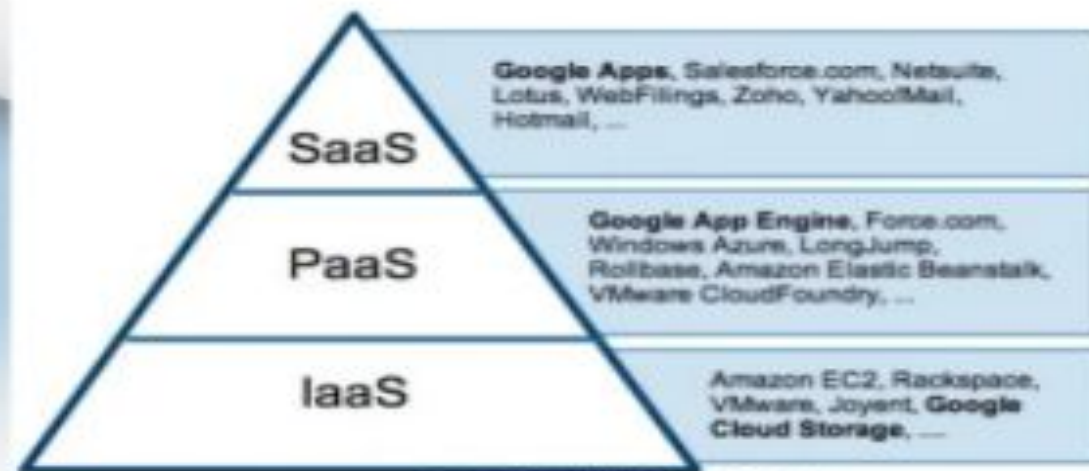 SaaS
Google Apps, Salesforce.com, Netsuite,
Lotus, WebFilings, Zoho, Yahoo!Mail,
Hotmail, ...
PaaS
Google App Engine, Force.com,
Windows Azure, LongJump,
Rollbase, Amazon Elastic Beanstalk,
VMware CloudFoundry, ...
IaaS
Amazon EC2, Rackspace,
VMware, Joyent, Google
Cloud Storage, ...